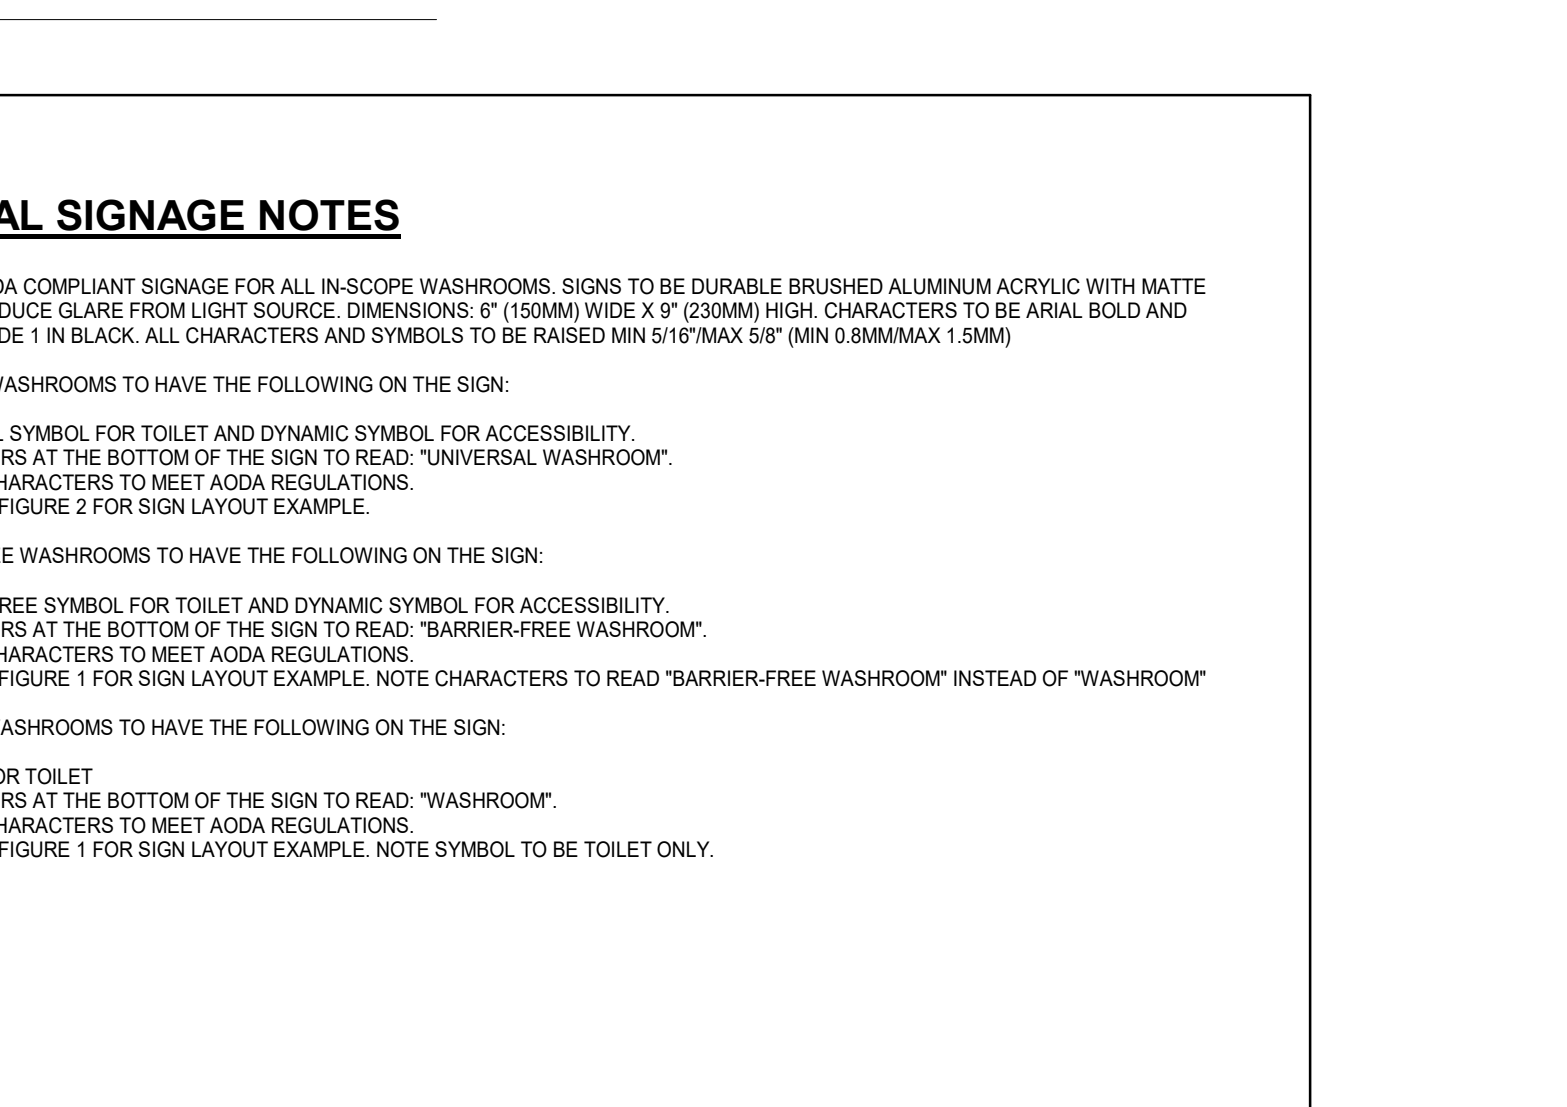 AL SIGNAGE NOTES
DA COMPLIANT SIGNAGE FOR ALL IN-SCOPE WASHROOMS. SIGNS TO BE DURABLE BRUSHED ALUMINUM ACRYLIC WITH MATTE
DUCE GLARE FROM LIGHT SOURCE. DIMENSIONS: 6" (150MM) WIDE X 9" (230MM) HIGH. CHARACTERS TO BE ARIAL BOLD AND
DE 1 IN BLACK. ALL CHARACTERS AND SYMBOLS TO BE RAISED MIN 5/16"/MAX 5/8" (MIN 0.8MM/MAX 1.5MM)
WASHROOMS TO HAVE THE FOLLOWING ON THE SIGN:
L SYMBOL FOR TOILET AND DYNAMIC SYMBOL FOR ACCESSIBILITY.
RS AT THE BOTTOM OF THE SIGN TO READ: "UNIVERSAL WASHROOM".
HARACTERS TO MEET AODA REGULATIONS.
FIGURE 2 FOR SIGN LAYOUT EXAMPLE.
E WASHROOMS TO HAVE THE FOLLOWING ON THE SIGN:
REE SYMBOL FOR TOILET AND DYNAMIC SYMBOL FOR ACCESSIBILITY.
RS AT THE BOTTOM OF THE SIGN TO READ: "BARRIER-FREE WASHROOM".
HARACTERS TO MEET AODA REGULATIONS.
FIGURE 1 FOR SIGN LAYOUT EXAMPLE. NOTE CHARACTERS TO READ "BARRIER-FREE WASHROOM" INSTEAD OF "WASHROOM"
ASHROOMS TO HAVE THE FOLLOWING ON THE SIGN:
OR TOILET
RS AT THE BOTTOM OF THE SIGN TO READ: "WASHROOM".
HARACTERS TO MEET AODA REGULATIONS.
FIGURE 1 FOR SIGN LAYOUT EXAMPLE. NOTE SYMBOL TO BE TOILET ONLY.